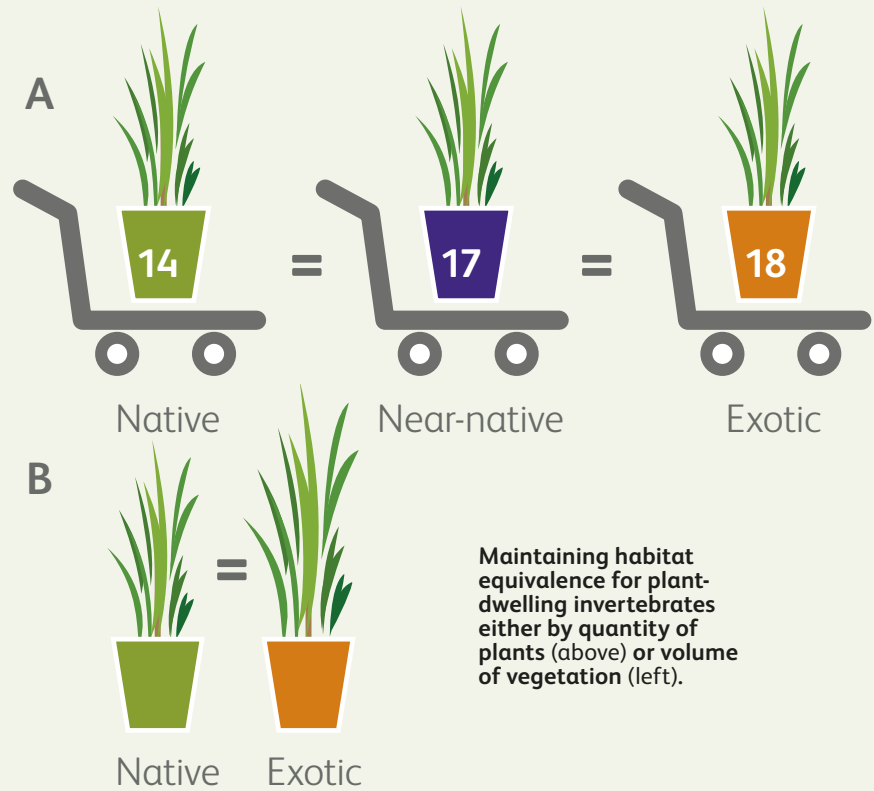 A
14 = 17 = 18
Native Near-native Exotic
B
=
Native Exotic
Maintaining habitat
equivalence for plant-
dwelling invertebrates
either by quantity of
plants (above) or volume
of vegetation (left).